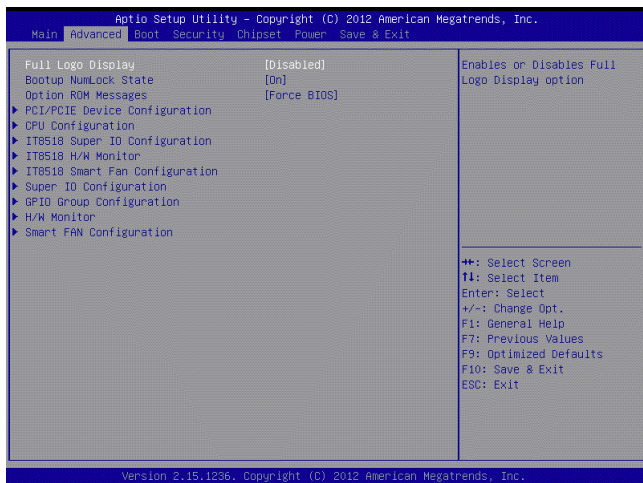 Aptio Setup Utility – Copyright (C) 2012 American Megatrends, Inc.
Main Advanced Boot Security Chipset Power Save & Exit
Full Logo Display [Disabled]
Bootup NumLock State [On]
Option ROM Messages [Force BIOS]
▶ PCI/PCIE Device Configuration
▶ CPU Configuration
▶ IT8518 Super IO Configuration
▶ IT8518 H/W Monitor
▶ IT8518 Smart Fan Configuration
▶ Super IO Configuration
▶ GPIO Group Configuration
▶ H/W Monitor
▶ Smart FAN Configuration
Enables or Disables Full
Logo Display option
→←: Select Screen
↑↓: Select Item
Enter: Select
+/-: Change Opt.
F1: General Help
F7: Previous Values
F9: Optimized Defaults
F10: Save & Exit
ESC: Exit
Version 2.15.1236. Copyright (C) 2012 American Megatrends, Inc.